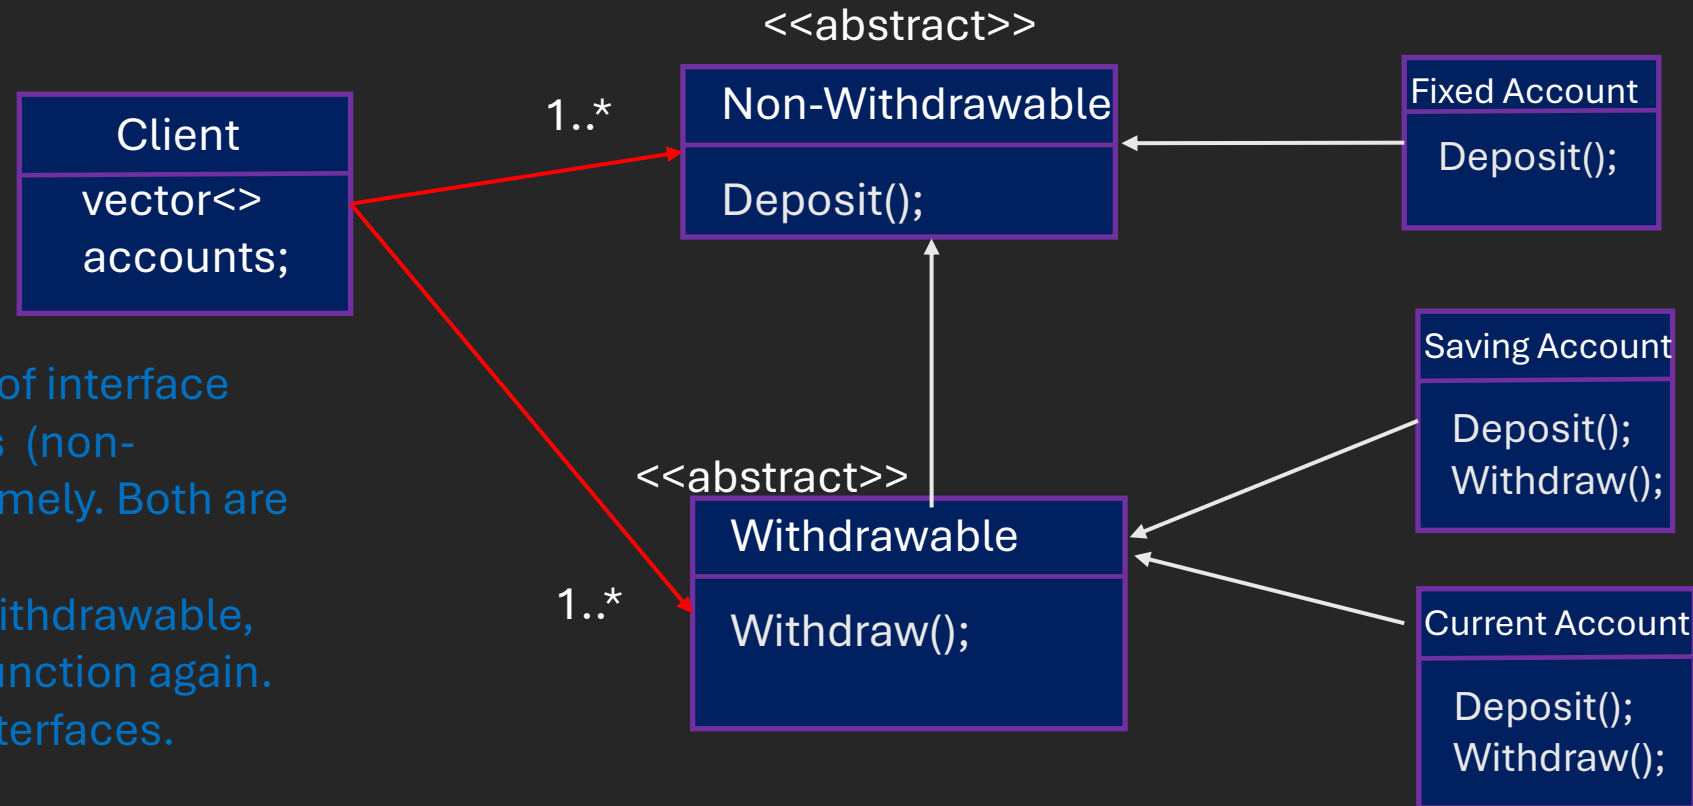 <<abstract>>
Client
vector<>
accounts;
1..*
Non-Withdrawable
Deposit();
Fixed Account
Deposit();
of interface
(non-
mely. Both are
ithdrawable,
nction again.
terfaces.
<<abstract>>
1..*
Withdrawable
Withdraw();
Saving Account
Deposit();
Withdraw();
Current Account
Deposit();
Withdraw();